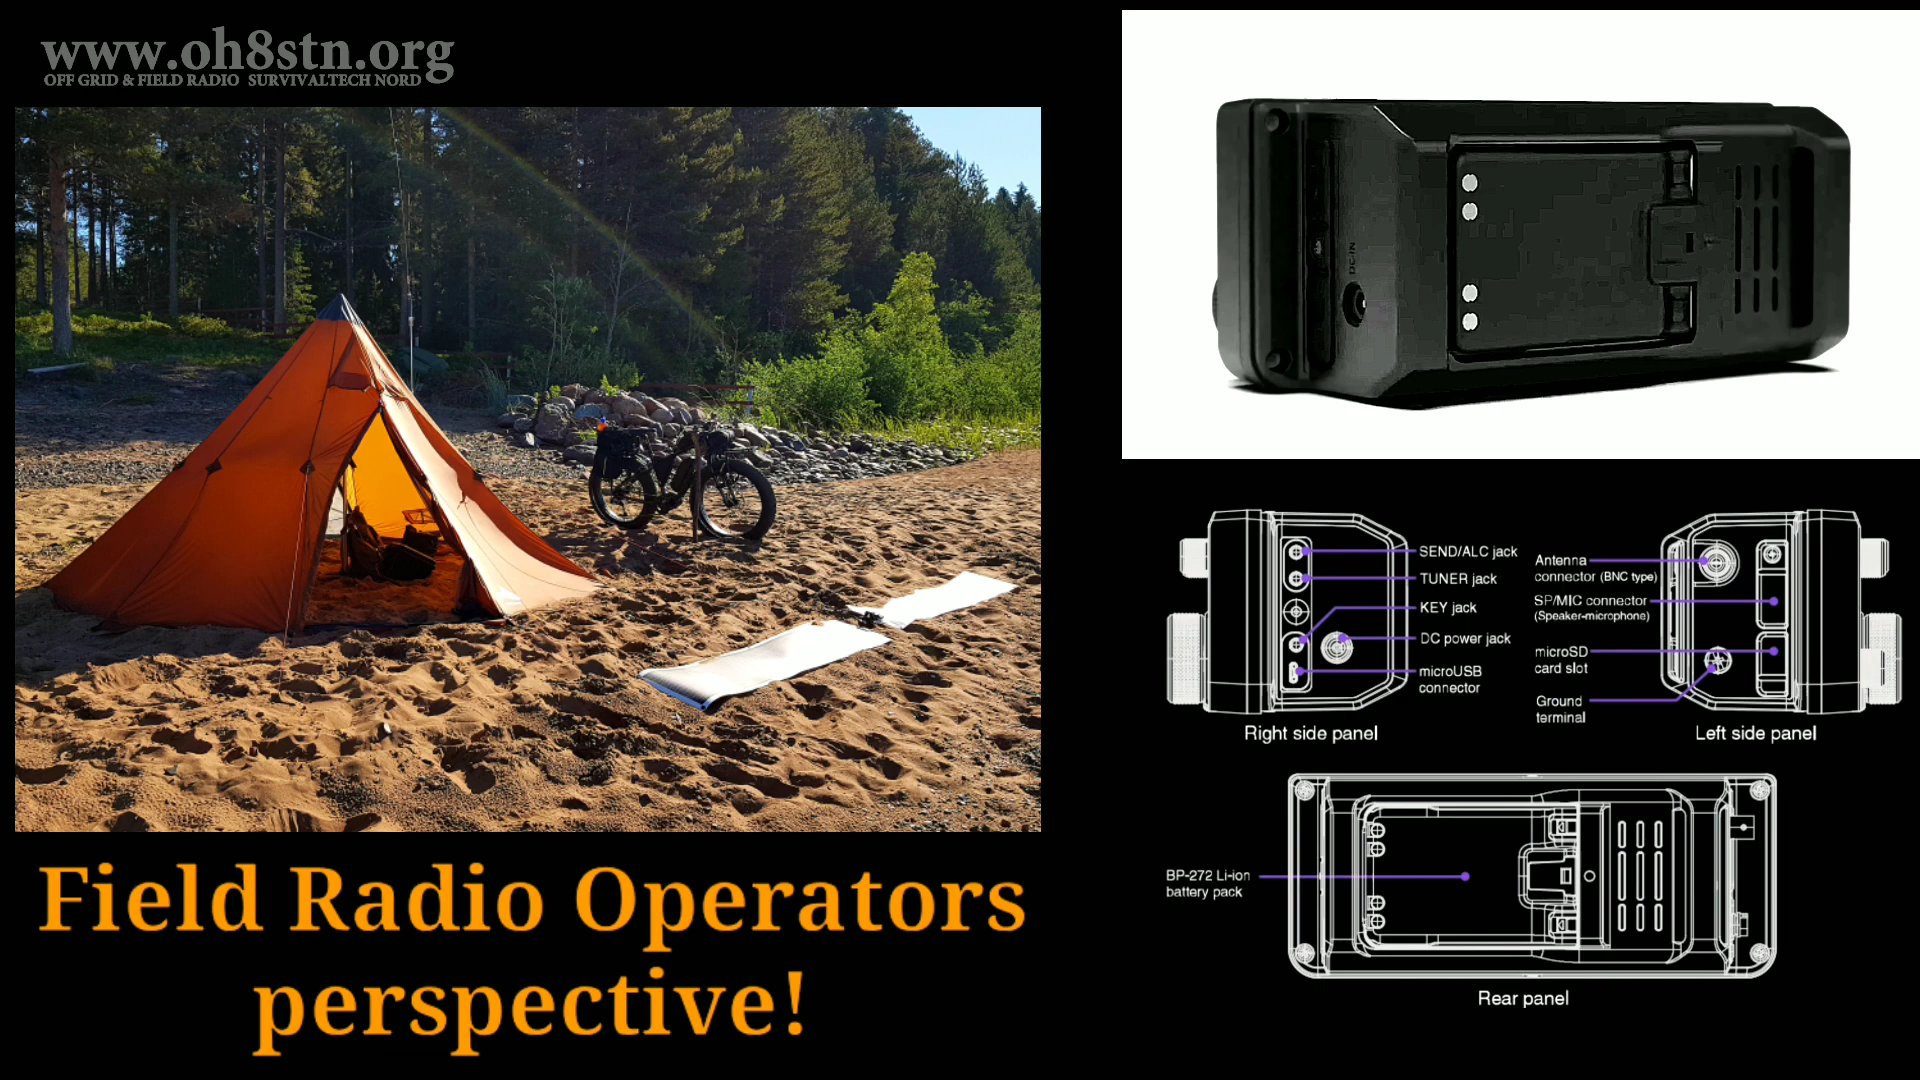 www.oh8stn.org
OFF GRID & FIELD RADIO SURVIVALTECH NORD
Field Radio Operators
perspective!
DC-IN
SEND/ALC jack
TUNER jack
KEY jack
DC power jack
microUSB
connector
Right side panel
Antenna
connector (BNC type)
SP/MIC connector
(Speaker-microphone)
microSD
card slot
Ground
terminal
Left side panel
BP-272 Li-ion
battery pack
Rear panel